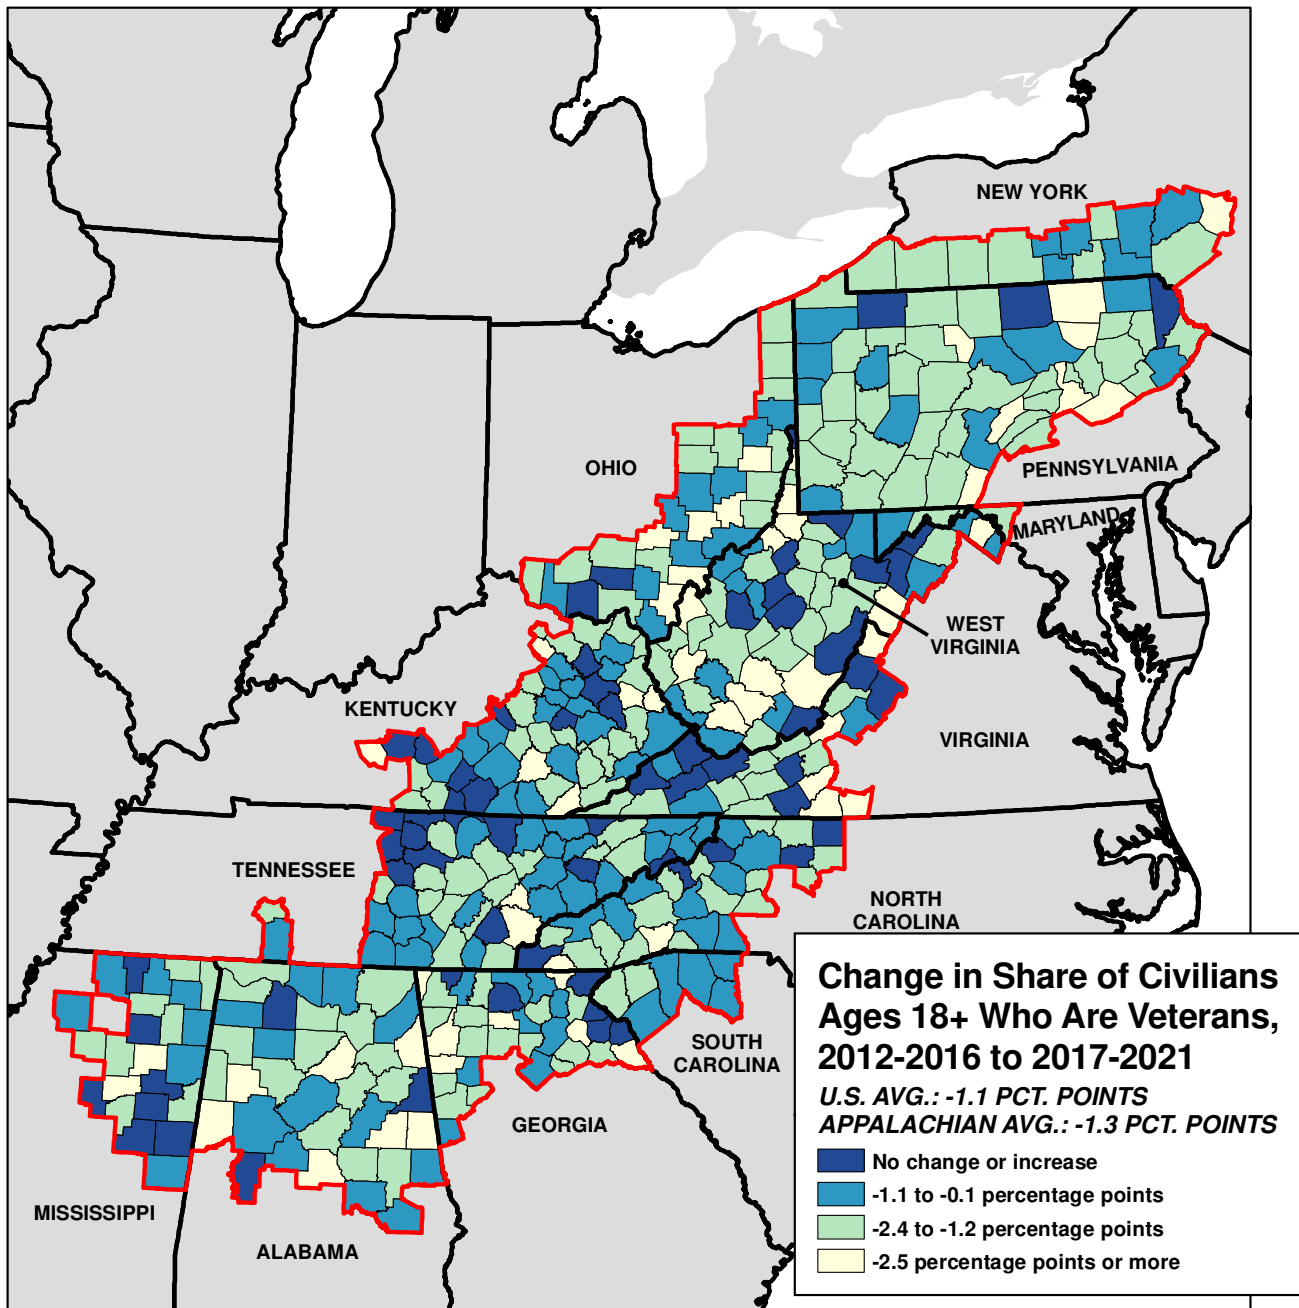 NEW YORK
OHIO
PENNSYLVANIA
MARYLAND
WEST
VIRGINIA
KENTUCKY
VIRGINIA
TENNESSEE
NORTH
CAROLINA
SOUTH
CAROLINA
GEORGIA
MISSISSIPPI
ALABAMA
Change in Share of Civilians
Ages 18+ Who Are Veterans,
2012-2016 to 2017-2021
U.S. AVG.: -1.1 PCT. POINTS
APPALACHIAN AVG.: -1.3 PCT. POINTS
No change or increase
-1.1 to -0.1 percentage points
-2.4 to -1.2 percentage points
-2.5 percentage points or more